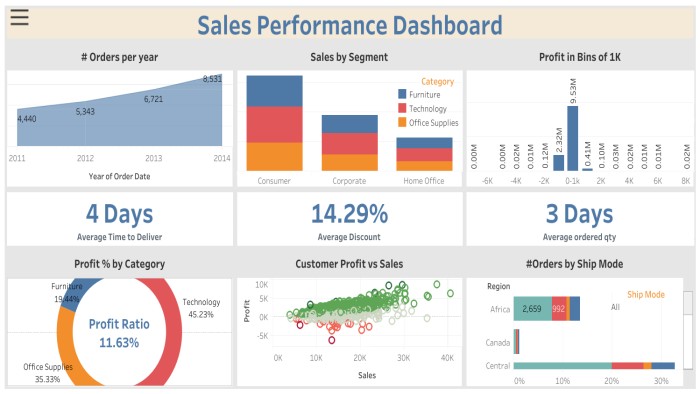 Sales Performance Dashboard
# Orders per year
8,531
6,721
5,343
4,440
2011 2012 2013 2014
Year of Order Date
Sales by Segment
Category
Furniture
Technology
Office Supplies
Consumer Corporate Home Office
Profit in Bins of 1K
0.00M 0.00M 0.02M 0.01M 0.12M 2.32M 9.53M 0.41M 0.10M 0.03M 0.02M 0.01M 0.01M 0.02M
-6K -4K -2K 0-1k 2K 4K 6K 8K
4 Days
Average Time to Deliver
14.29%
Average Discount
3 Days
Average ordered qty
Profit % by Category
Furniture
19.44%
Technology
45.23%
Profit Ratio
11.63%
Office Supplies
35.33%
Customer Profit vs Sales
Profit
10K
5K
0K
-5K
0K 10K 20K 30K 40K
Sales
#Orders by Ship Mode
Region
Ship Mode
All
Africa 2,659 992
Canada
Central
0% 10% 20% 30%